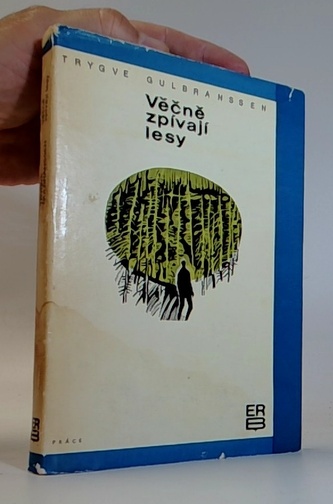 TRYGVE GULBRANSSEN
Věčně
zpívají
lesy
ER
B
PRÁCE